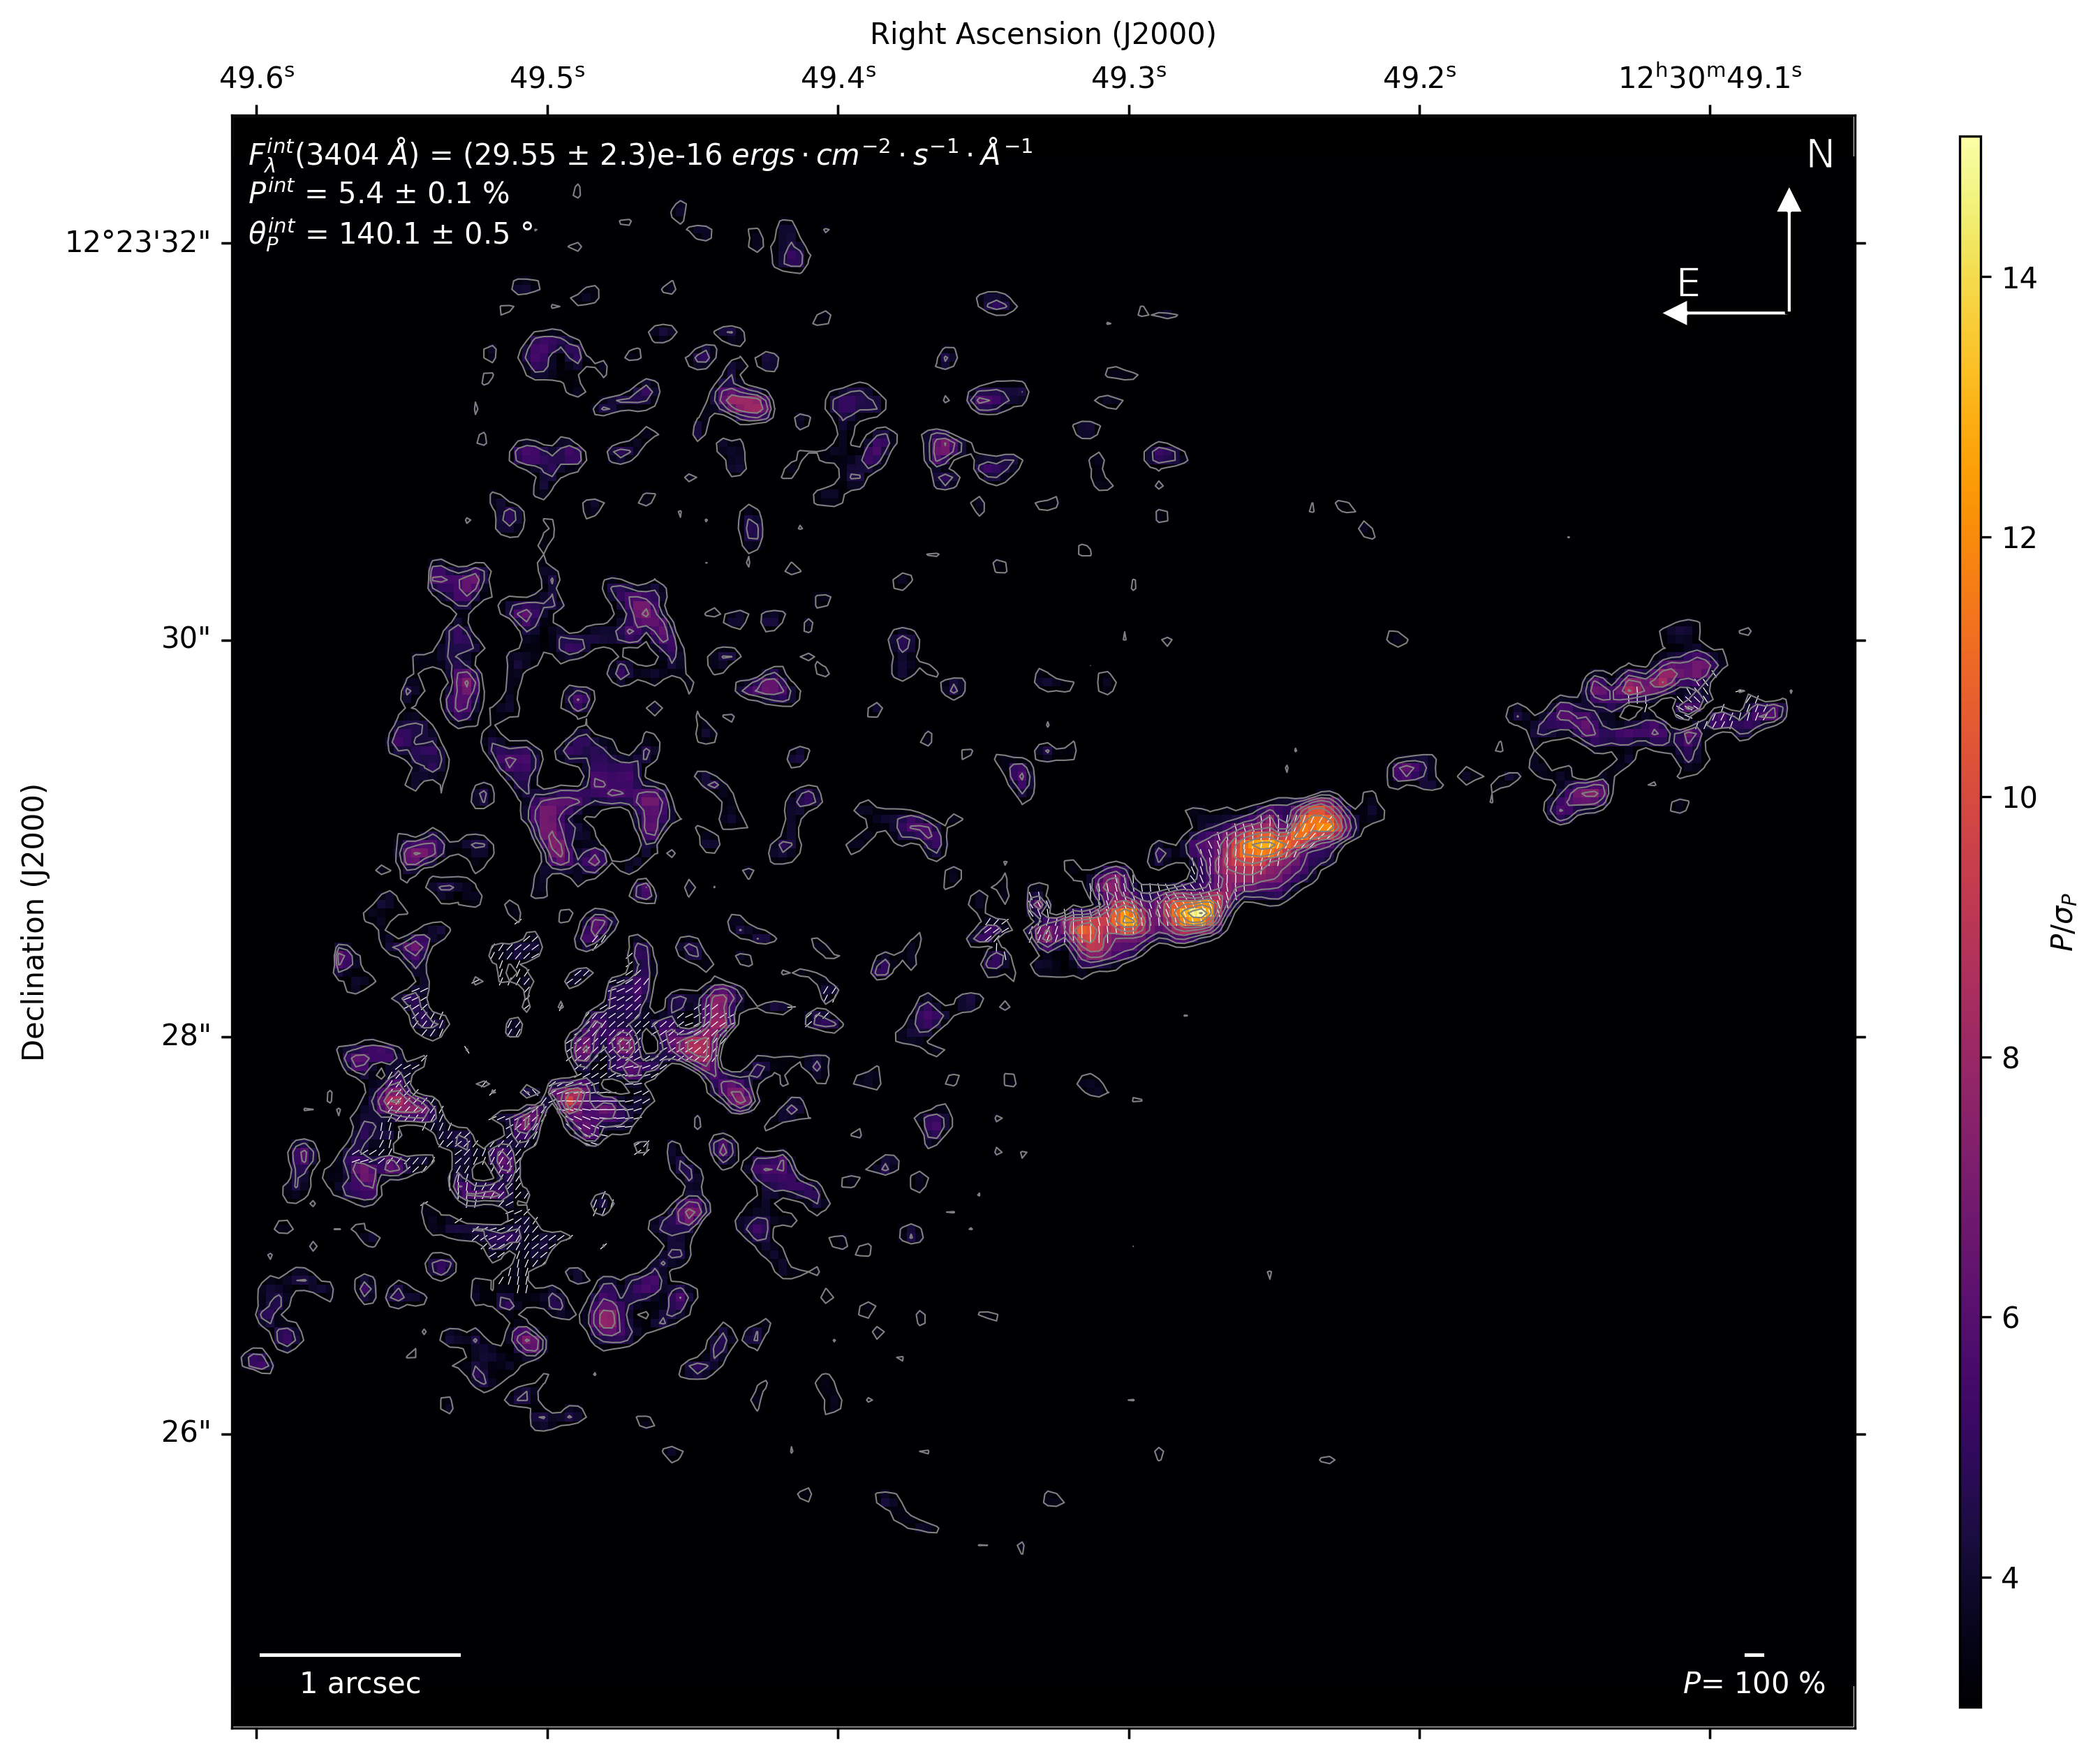 Right Ascension (J2000)
49.6ˢ 49.5ˢ 49.4ˢ 49.3ˢ 49.2ˢ 12ʰ30ᵐ49.1ˢ
F_λ^int(3404 Å) = (29.55 ± 2.3)e-16 ergs · cm⁻² · s⁻¹ · Å⁻¹
P^int = 5.4 ± 0.1 %
θ_P^int = 140.1 ± 0.5 °
N
E
12°23'32"
30"
28"
26"
Declination (J2000)
1 arcsec
P= 100 %
14
12
10
8
6
4
P/σ_P